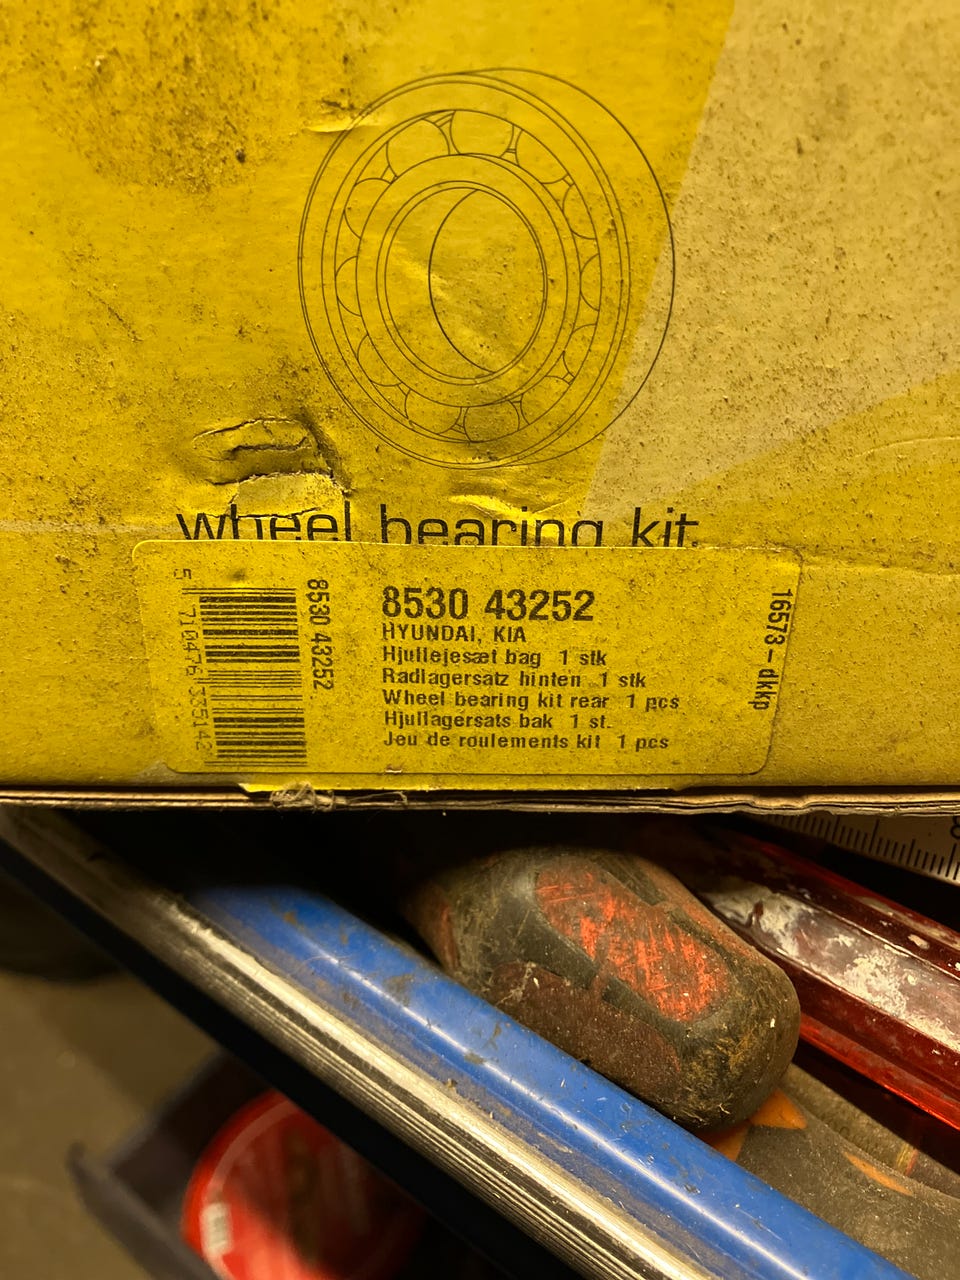 wheel bearing kit
5 710476 335142
8530 43252
8530 43252
HYUNDAI, KIA
Hjullejesæt bag 1 stk
Radlagersatz hinten 1 stk
Wheel bearing kit rear 1 pcs
Hjullagersats bak 1 st.
Jeu de roulements kit 1 pcs
16573 - dkkp